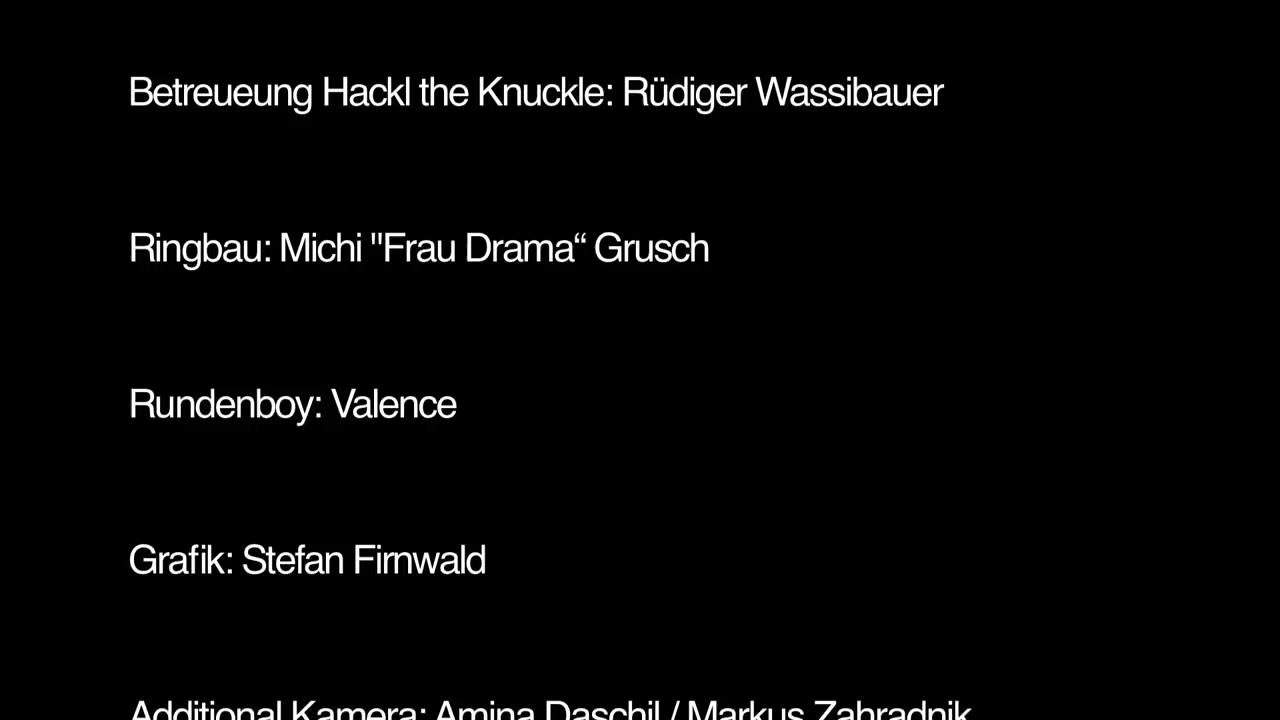 Betreueung Hackl the Knuckle: Rüdiger Wassibauer
Ringbau: Michi "Frau Drama“ Grusch
Rundenboy: Valence
Grafik: Stefan Firnwald
Additional Kamera: Amina Daschil / Markus Zahradnik